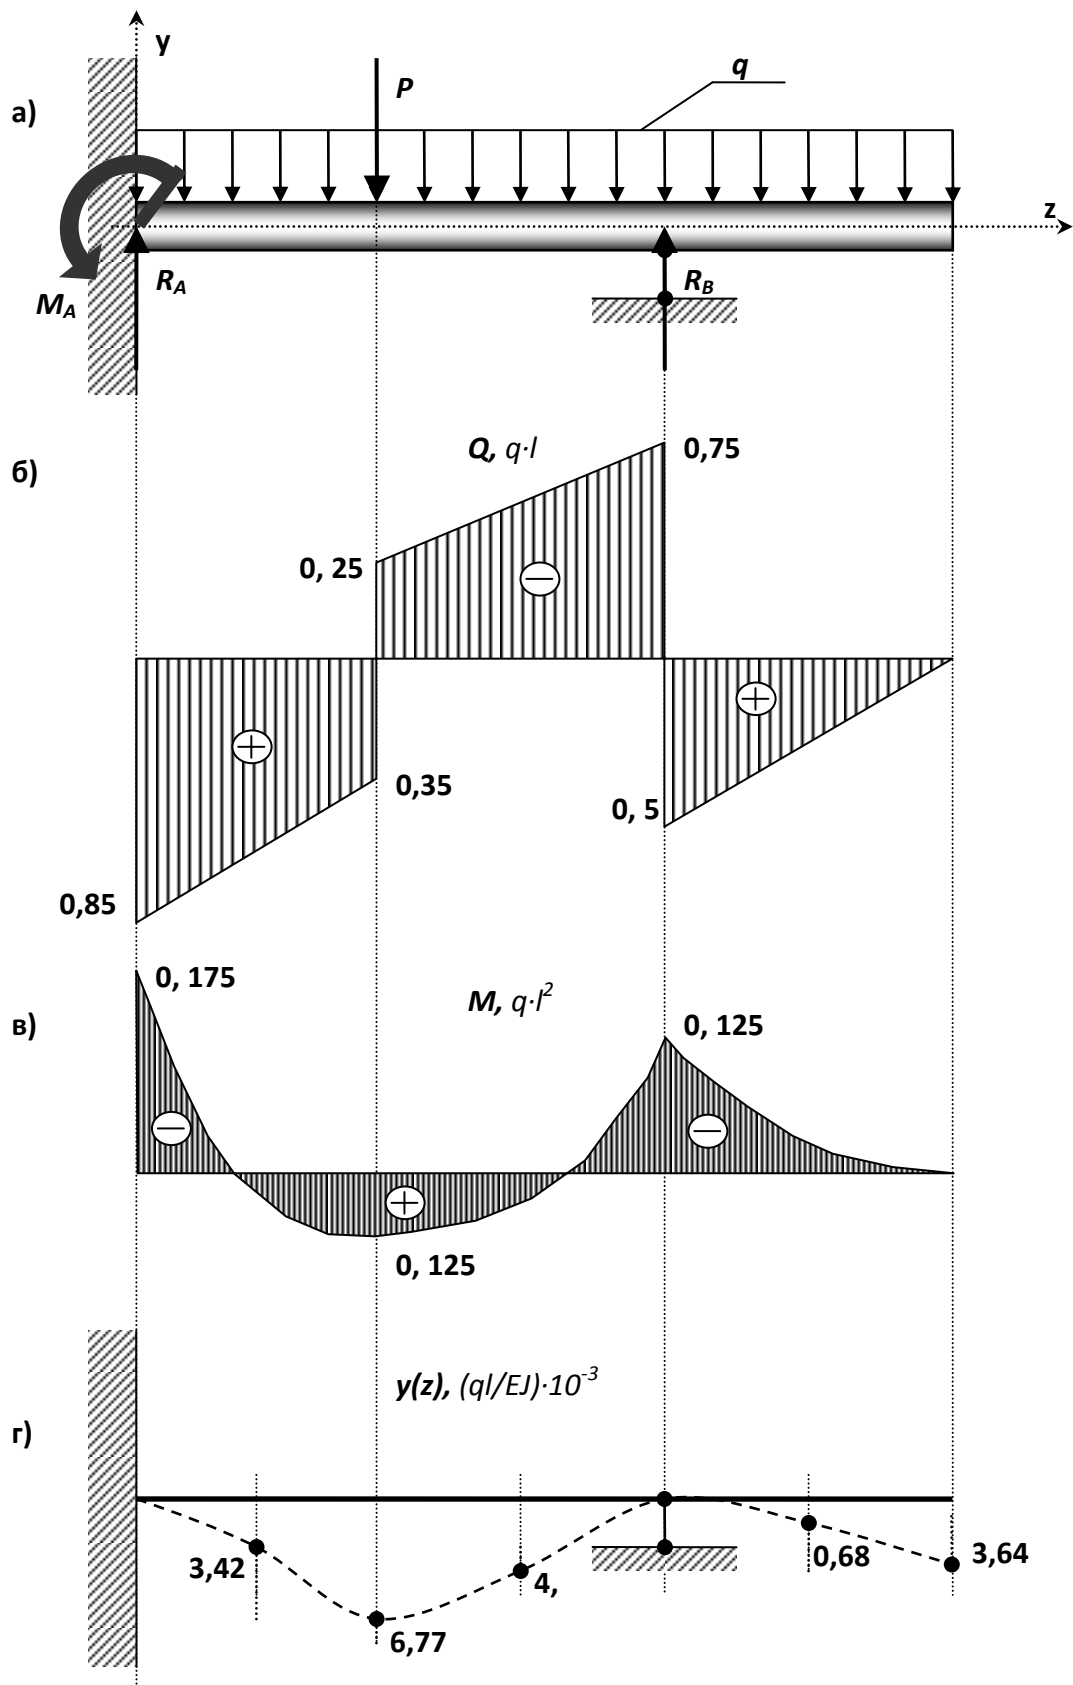 y
q
P
а)
z
R_A
R_B
M_A
Q, q·l
0,75
б)
0, 25
0,35
0, 5
0,85
0, 175
M, q·l²
0, 125
в)
0, 125
y(z), (ql/EJ)·10⁻³
г)
3,42
4,
0,68
3,64
6,77